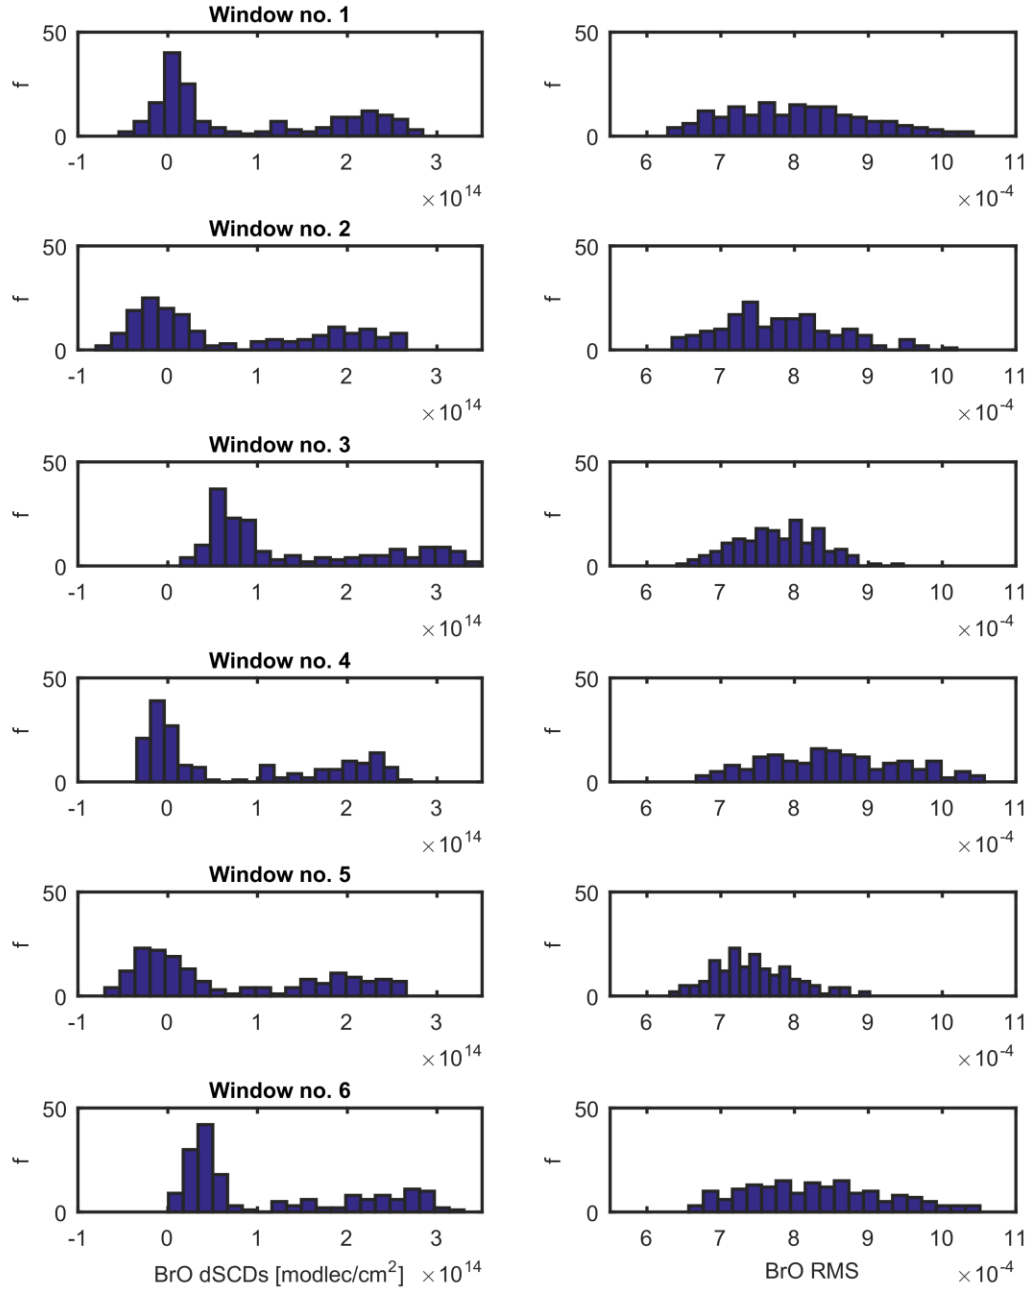 Window no. 1
50
f
0
-1 0 1 2 3
×10^14
50
f
0
6 7 8 9 10 11
×10^-4
Window no. 2
50
f
0
-1 0 1 2 3
×10^14
50
f
0
6 7 8 9 10 11
×10^-4
Window no. 3
50
f
0
-1 0 1 2 3
×10^14
50
f
0
6 7 8 9 10 11
×10^-4
Window no. 4
50
f
0
-1 0 1 2 3
×10^14
50
f
0
6 7 8 9 10 11
×10^-4
Window no. 5
50
f
0
-1 0 1 2 3
×10^14
50
f
0
6 7 8 9 10 11
×10^-4
Window no. 6
50
f
0
-1 0 1 2 3
BrO dSCDs [modlec/cm²] ×10^14
50
f
0
6 7 8 9 10 11
BrO RMS ×10^-4